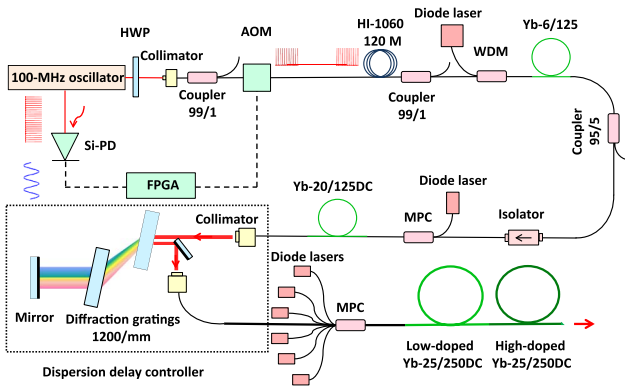 HWP
Collimator
AOM
HI-1060
120 M
Diode laser
Yb-6/125
WDM
100-MHz oscillator
Coupler
99/1
Coupler
99/1
Coupler
95/5
Si-PD
FPGA
Yb-20/125DC
Diode laser
MPC
Isolator
Collimator
Diode lasers
MPC
Mirror
Diffraction gratings
1200/mm
Low-doped
Yb-25/250DC
High-doped
Yb-25/250DC
Dispersion delay controller